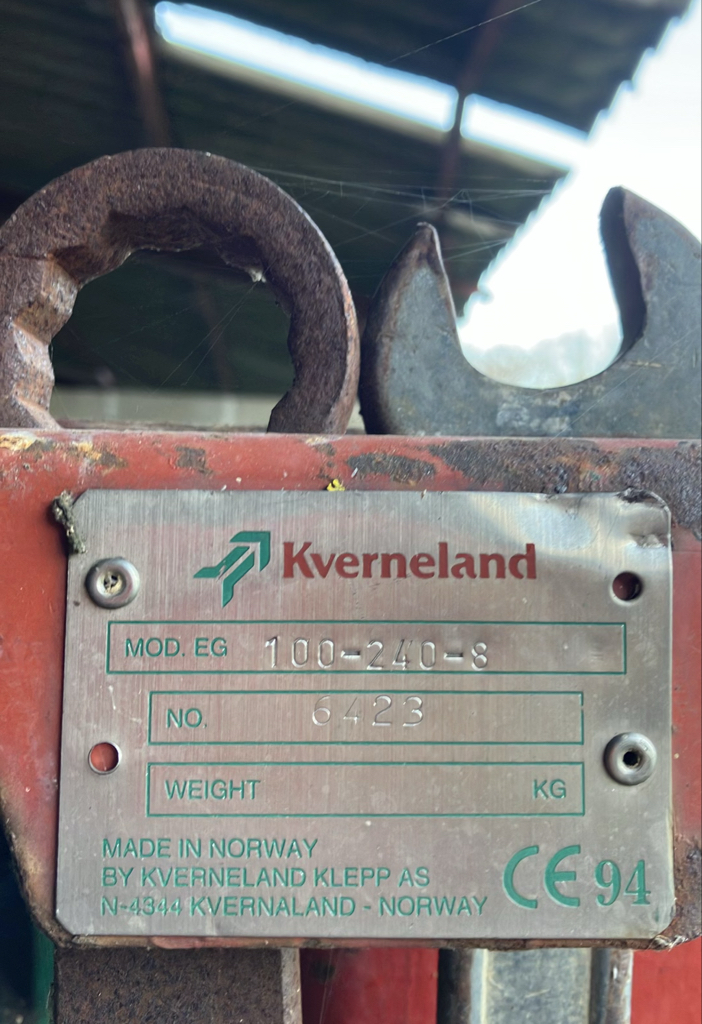 Kverneland
MOD. EG 100-240-8
NO. 6423
WEIGHT KG
MADE IN NORWAY
BY KVERNELAND KLEPP AS
N-4344 KVERNALAND - NORWAY
CE 94